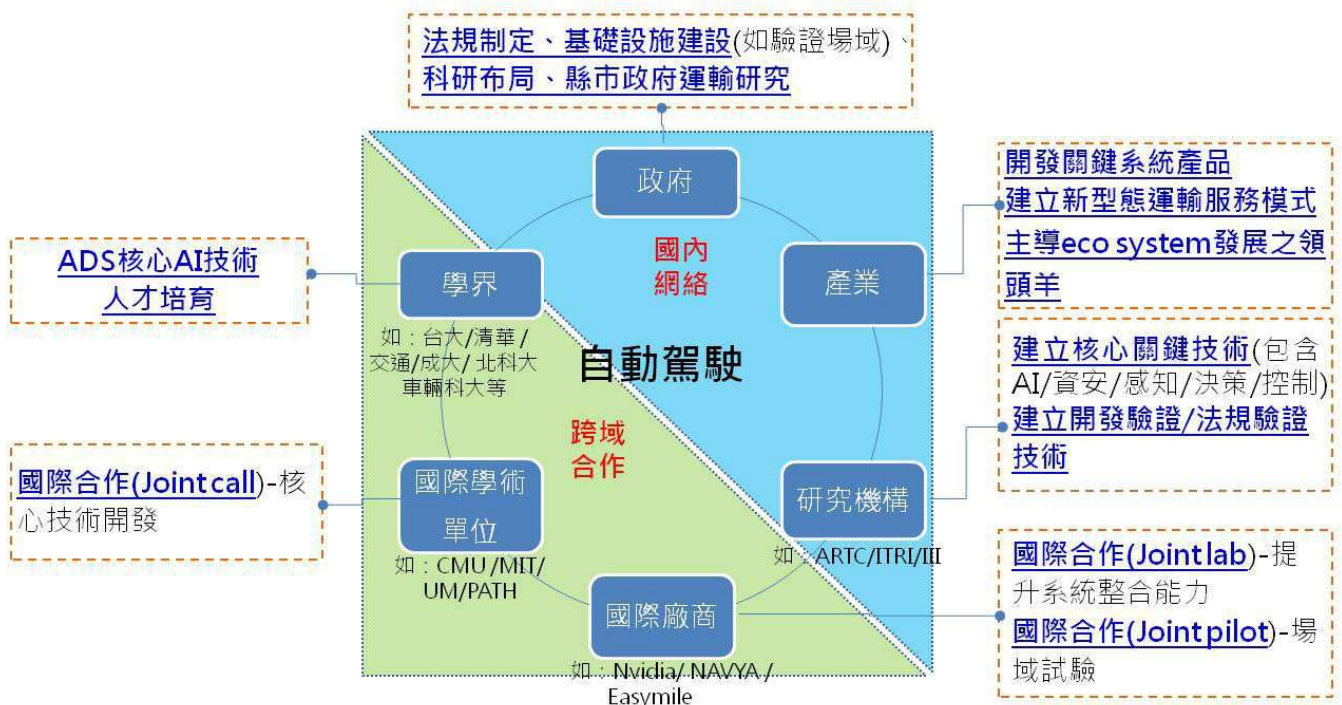 法規制定、基礎設施建設(如驗證場域)、
科研布局、縣市政府運輸研究
政府
國內
網絡
產業
開發關鍵系統產品
建立新型態運輸服務模式
主導eco system發展之領
頭羊
ADS核心AI技術
人才培育
學界
如：台大/清華/
交通/成大/ 北科大
車輛科大等
自動駕駛
跨域
合作
建立核心關鍵技術(包含
AI/資安/感知/決策/控制)
建立開發驗證/法規驗證
技術
研究機構
如：ARTC/ITRI/III
國際合作(Joint call)-核
心技術開發
國際學術
單位
如：CMU/MIT/
UM/PATH
國際廠商
如：Nvidia/ NAVYA /
Easymile
國際合作(Joint lab)-提
升系統整合能力
國際合作(Joint pilot)-場
域試驗